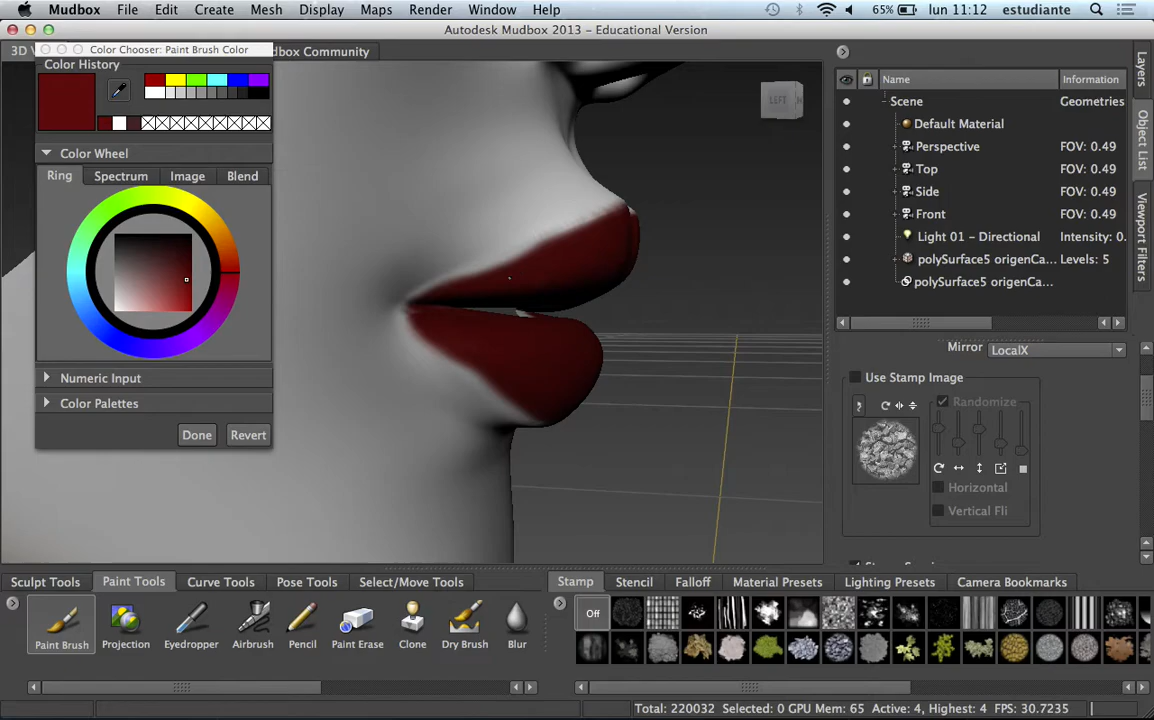 Mudbox File Edit Create Mesh Display Maps Render Window Help 65% lun 11:12 estudiante
Autodesk Mudbox 2013 - Educational Version
3D Color Chooser: Paint Brush Color dbox Community
Color History
Color Wheel
Ring Spectrum Image Blend
Numeric Input
Color Palettes
Done Revert
LEFT
Name Information
Scene Geometries
Default Material
Perspective FOV: 0.49
Top FOV: 0.49
Side FOV: 0.49
Front FOV: 0.49
Light 01 - Directional Intensity: 0.
polySurface5 origenCa... Levels: 5
polySurface5 origenCa...
Layers
Object List
Viewport Filters
Mirror LocalX
Use Stamp Image
Randomize
Horizontal
Vertical Fli
Sculpt Tools Paint Tools Curve Tools Pose Tools Select/Move Tools
Stamp Stencil Falloff Material Presets Lighting Presets Camera Bookmarks
Off
Paint Brush Projection Eyedropper Airbrush Pencil Paint Erase Clone Dry Brush Blur
Total: 220032 Selected: 0 GPU Mem: 65 Active: 4, Highest: 4 FPS: 30.7235